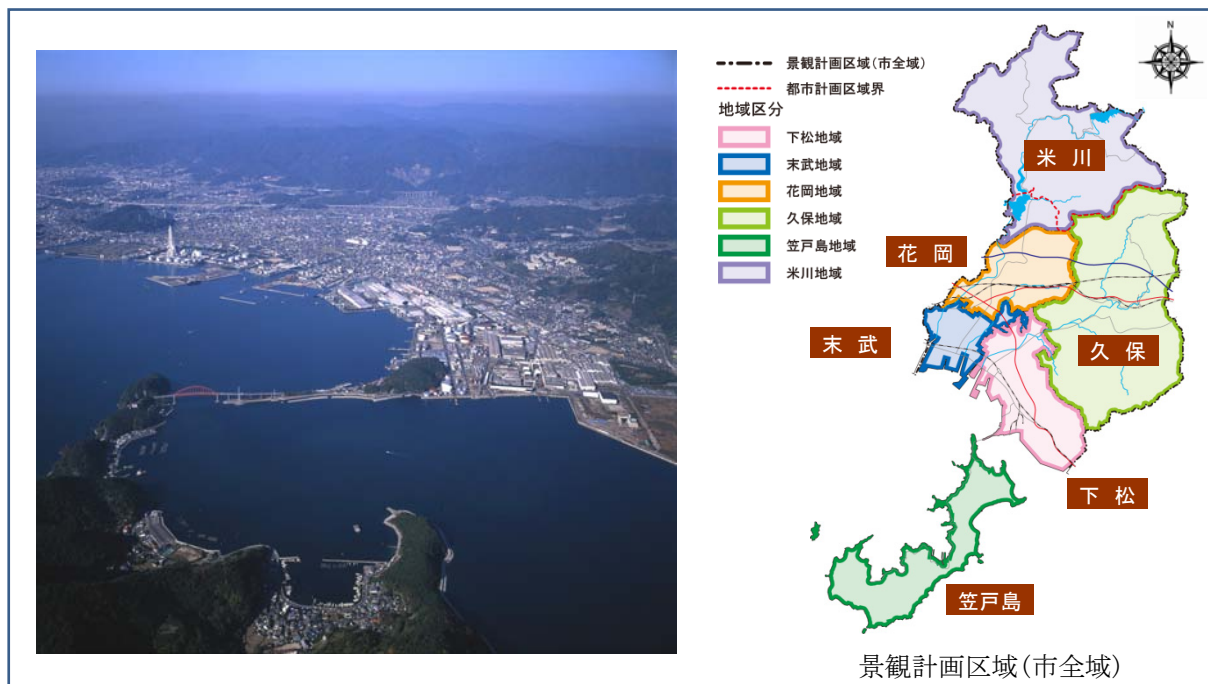 N
景観計画区域(市全域)
都市計画区域界
地域区分
下松地域
末武地域
花岡地域
久保地域
笠戸島地域
米川地域
米川
花岡
末武
久保
下松
笠戸島
景観計画区域(市全域)